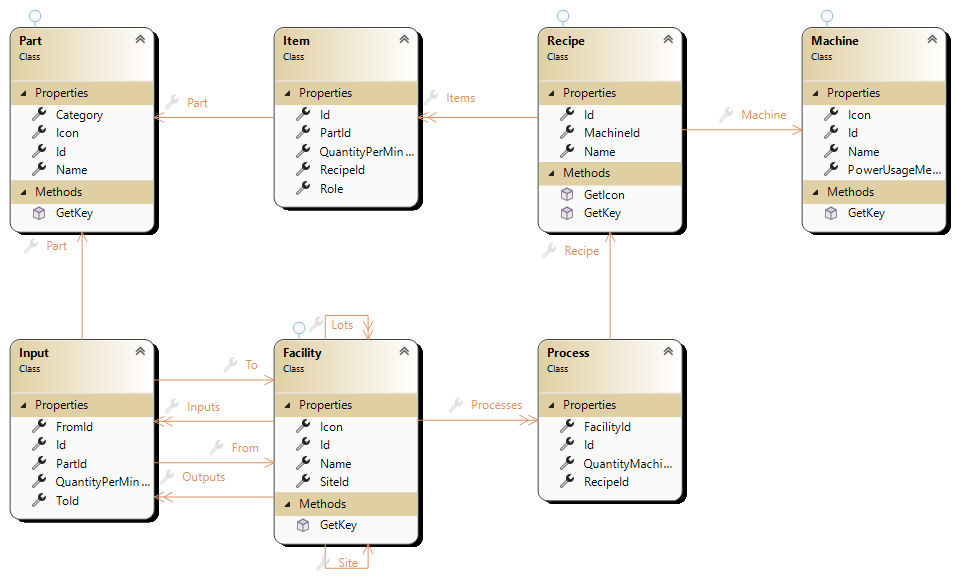 Part
Class
Properties
Category
Icon
Id
Name
Methods
GetKey
Part
Item
Class
Properties
Id
PartId
QuantityPerMin...
RecipeId
Role
Items
Recipe
Class
Properties
Id
MachineId
Name
Methods
GetIcon
GetKey
Machine
Machine
Class
Properties
Icon
Id
Name
PowerUsageMe...
Methods
GetKey
Part
Recipe
Input
Class
Properties
FromId
Id
PartId
QuantityPerMin...
ToId
To
Inputs
From
Outputs
Lots
Facility
Class
Properties
Icon
Id
Name
SiteId
Methods
GetKey
Site
Processes
Process
Class
Properties
FacilityId
Id
QuantityMachi...
RecipeId